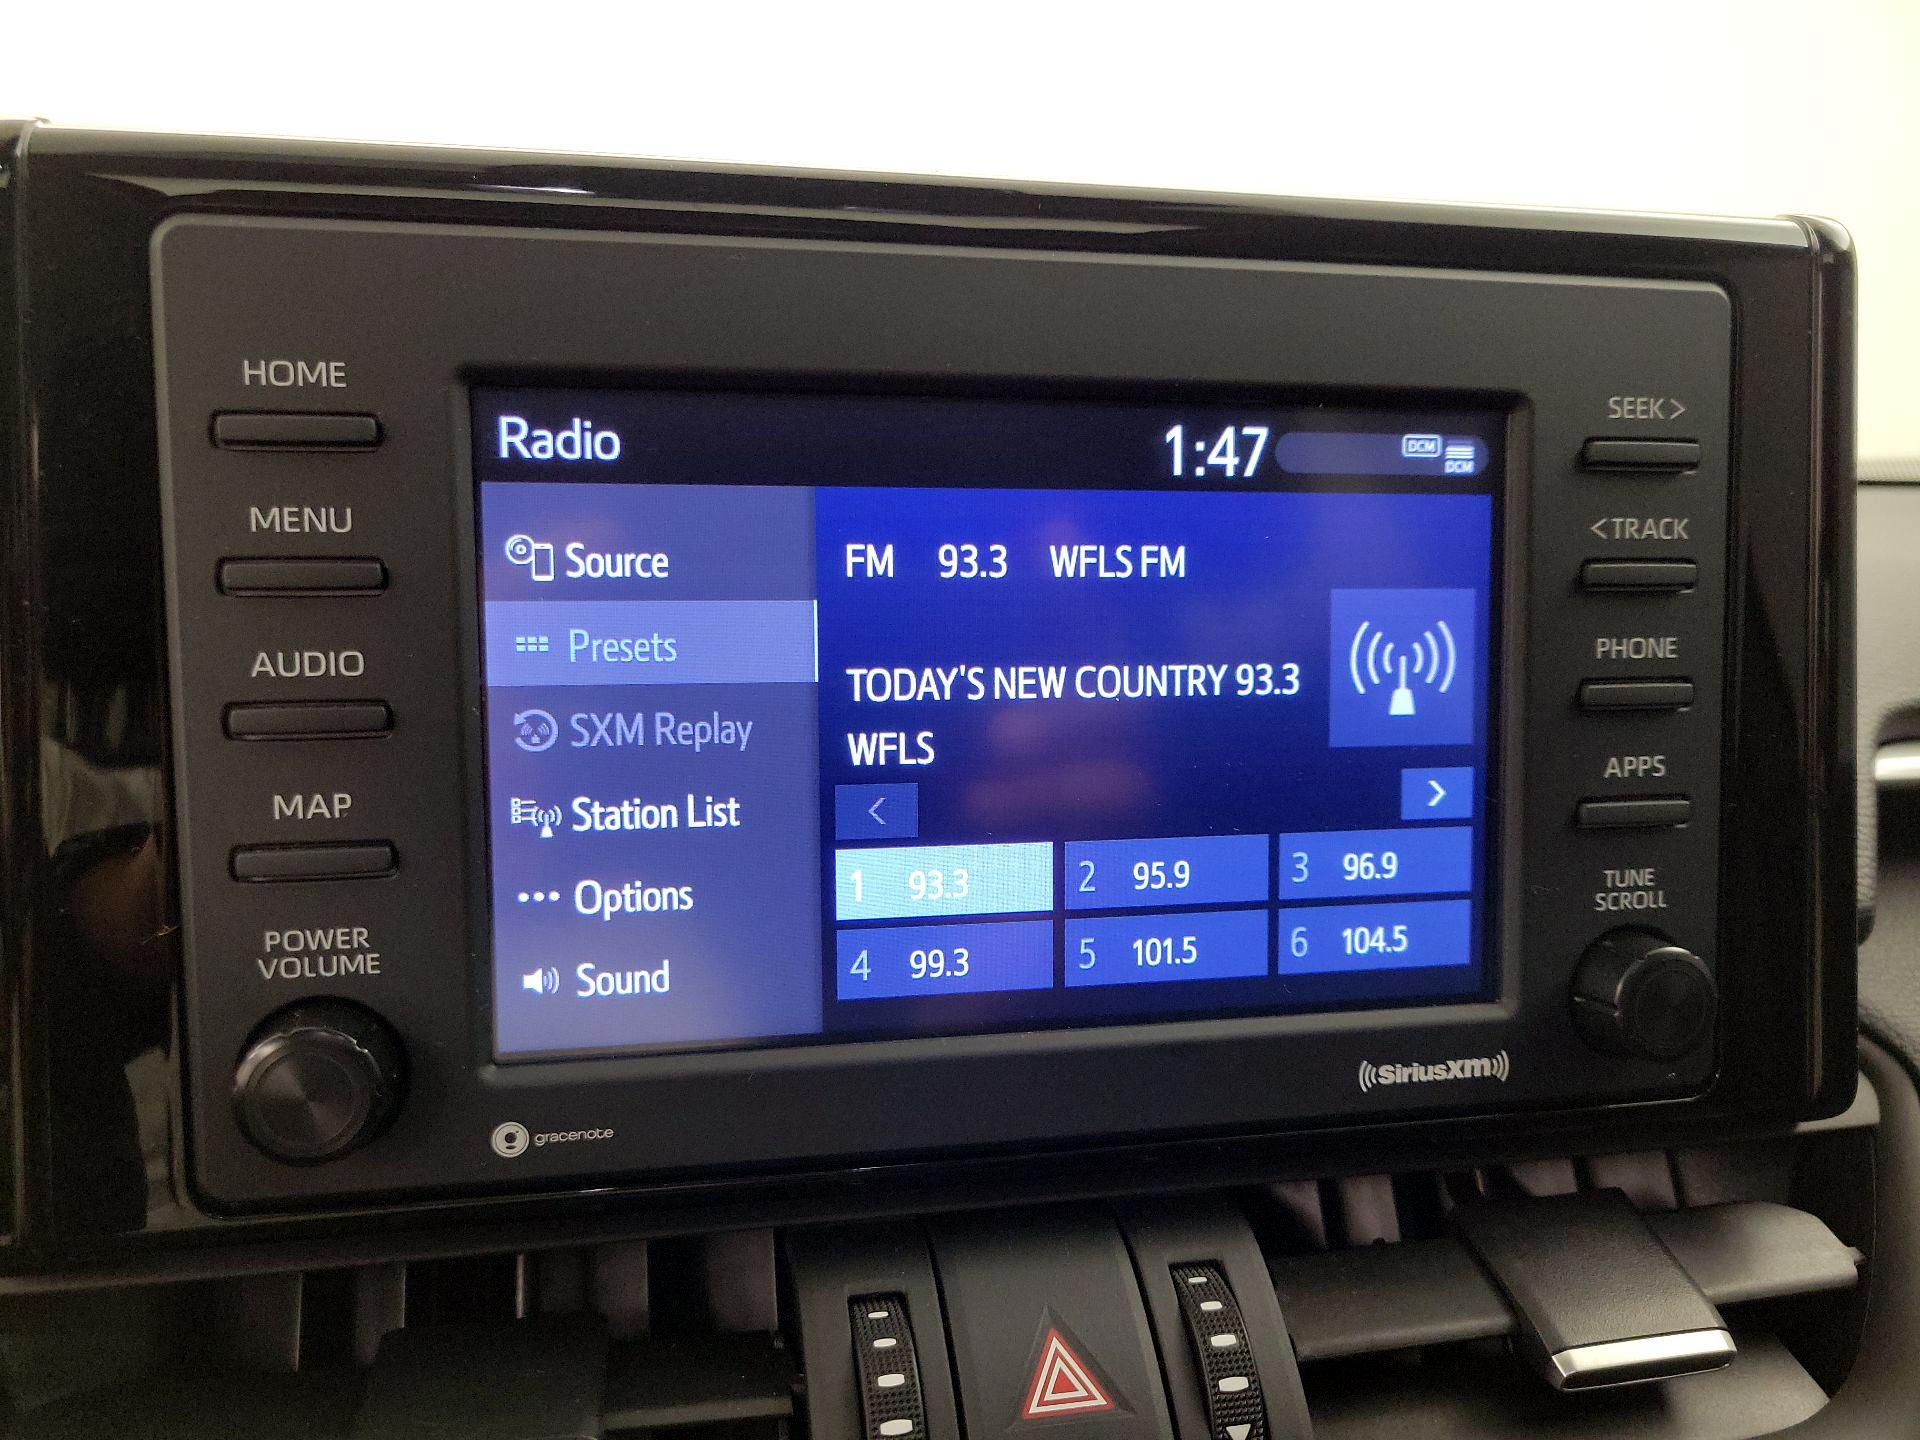 HOME
MENU
AUDIO
MAP
POWER
VOLUME
Radio
1:47
DCM
DCM
Source
Presets
SXM Replay
Station List
Options
Sound
FM 93.3 WFLS FM
TODAY'S NEW COUNTRY 93.3
WFLS
<
>
1 93.3
2 95.9
3 96.9
4 99.3
5 101.5
6 104.5
SEEK >
< TRACK
PHONE
APPS
TUNE
SCROLL
gracenote
SiriusXM